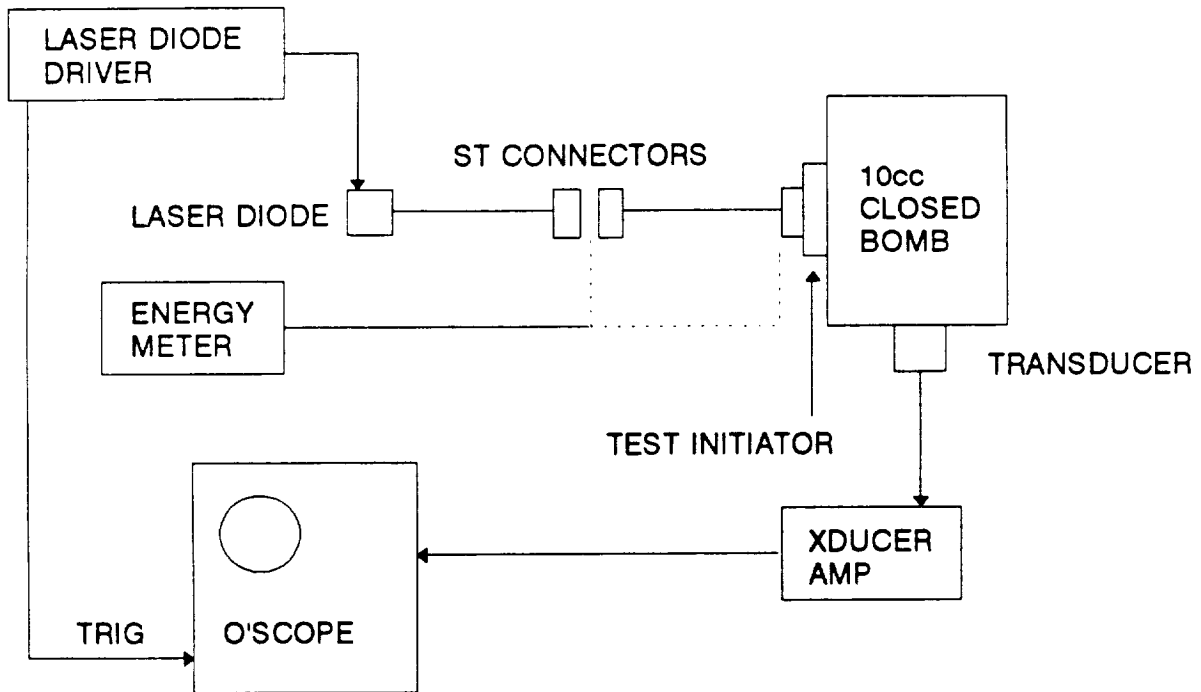 LASER DIODE
DRIVER
ST CONNECTORS
LASER DIODE
10cc
CLOSED
BOMB
ENERGY
METER
TRANSDUCER
TEST INITIATOR
XDUCER
AMP
TRIG
O'SCOPE